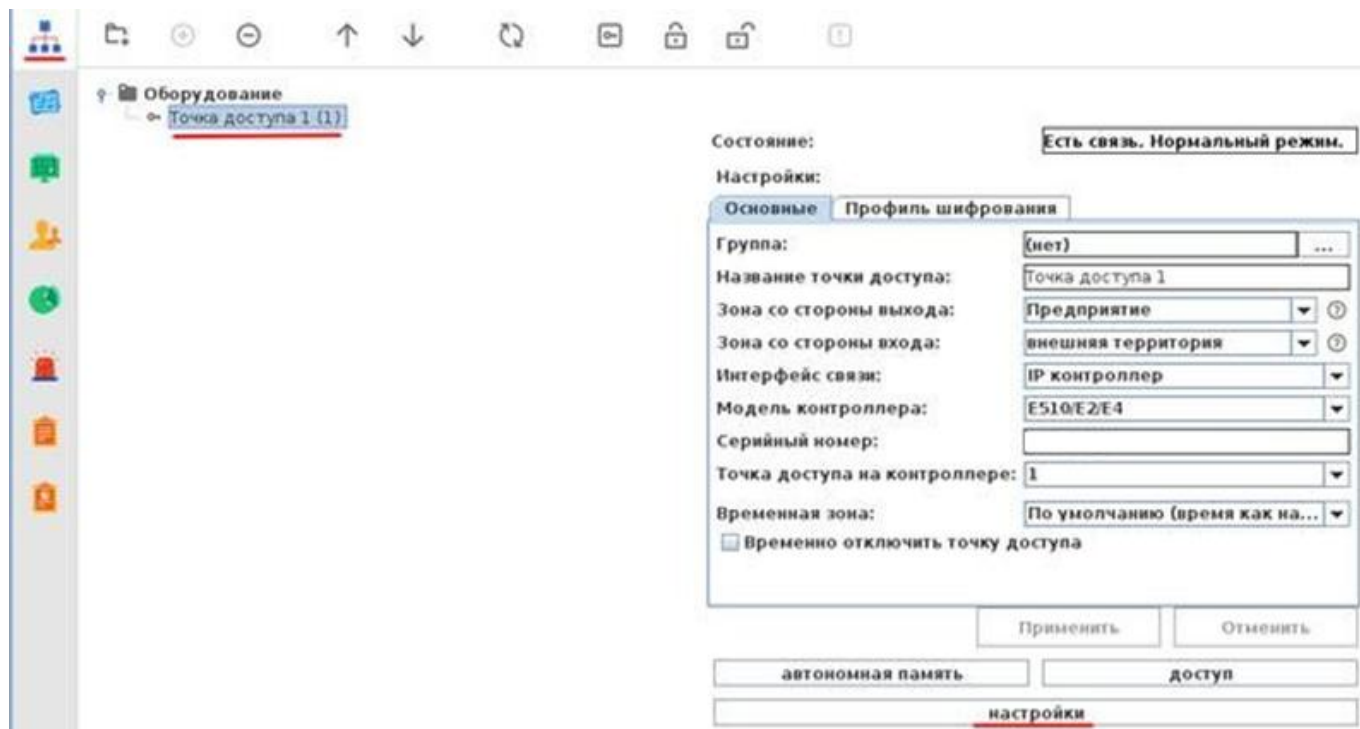 Оборудование
Точка доступа 1 (1)
Состояние: Есть связь. Нормальный режим.
Настройки:
Основные Профиль шифрования
Группа: (нет) ...
Название точки доступа: Точка доступа 1
Зона со стороны выхода: Предприятие
Зона со стороны входа: внешняя территория
Интерфейс связи: IP контроллер
Модель контроллера: E510/E2/E4
Серийный номер:
Точка доступа на контроллере: 1
Временная зона: По умолчанию (время как на...
Временно отключить точку доступа
Применить Отменить
автономная память доступ
настройки